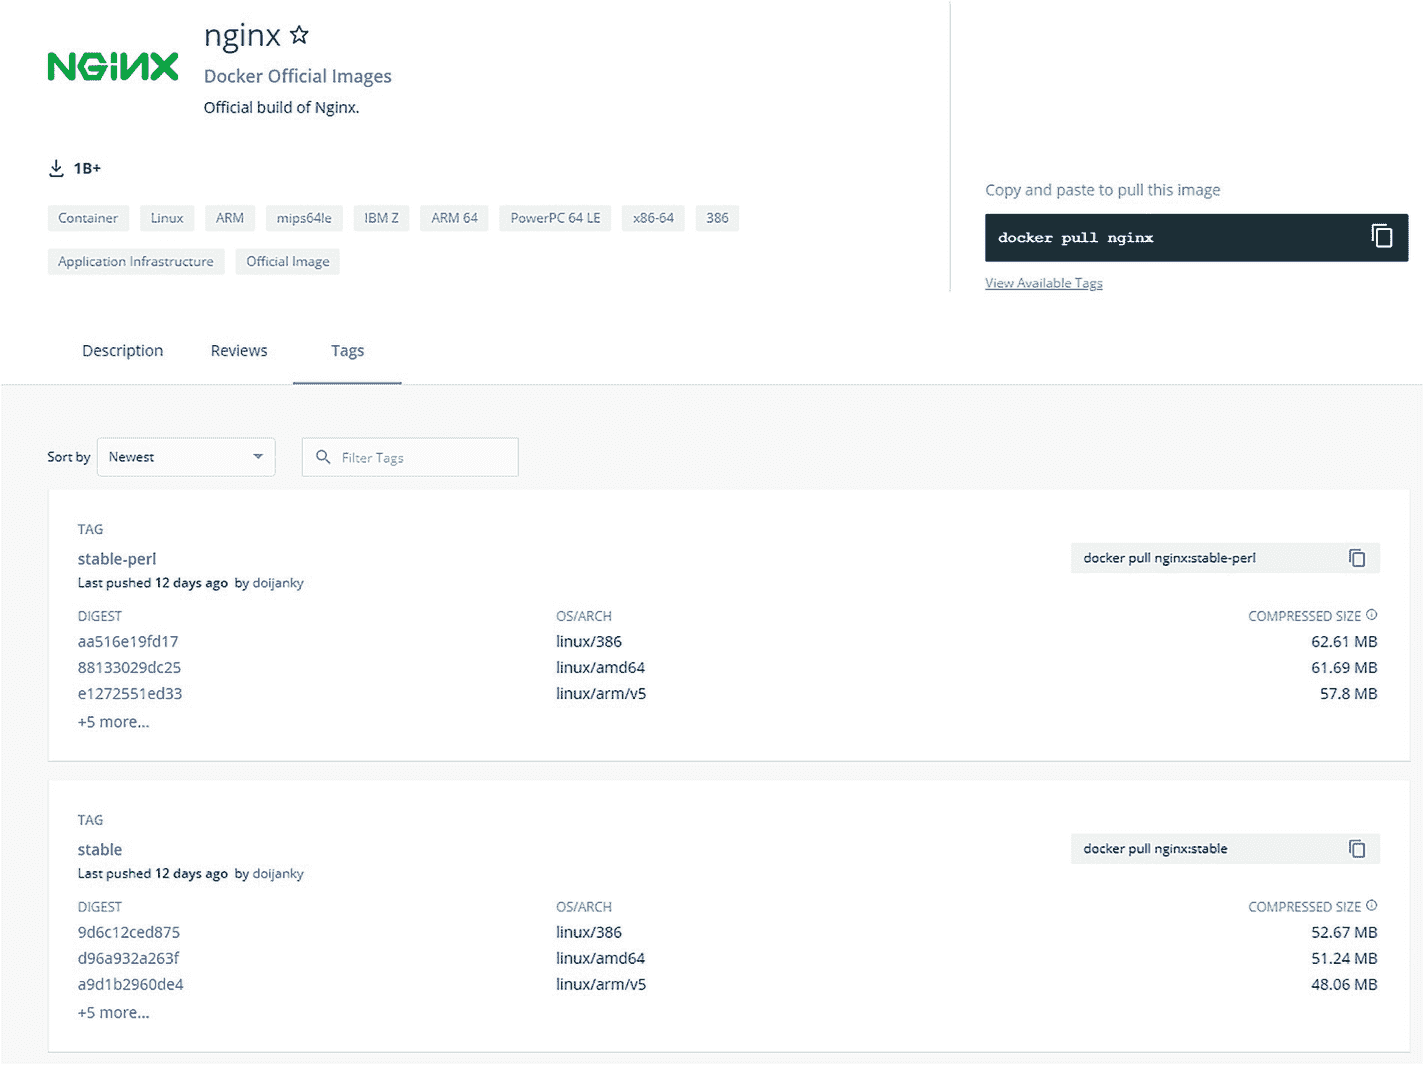 NGINX
nginx
Docker Official Images
Official build of Nginx.
1B+
Container Linux ARM mips64le IBM Z ARM 64 PowerPC 64 LE x86-64 386
Application Infrastructure Official Image
Copy and paste to pull this image
docker pull nginx
View Available Tags
Description Reviews Tags
Sort by Newest Filter Tags
TAG
stable-perl
Last pushed 12 days ago by doijanky
docker pull nginx:stable-perl
DIGEST OS/ARCH COMPRESSED SIZE
aa516e19fd17 linux/386 62.61 MB
88133029dc25 linux/amd64 61.69 MB
e1272551ed33 linux/arm/v5 57.8 MB
+5 more...
TAG
stable
Last pushed 12 days ago by doijanky
docker pull nginx:stable
DIGEST OS/ARCH COMPRESSED SIZE
9d6c12ced875 linux/386 52.67 MB
d96a932a263f linux/amd64 51.24 MB
a9d1b2960de4 linux/arm/v5 48.06 MB
+5 more...